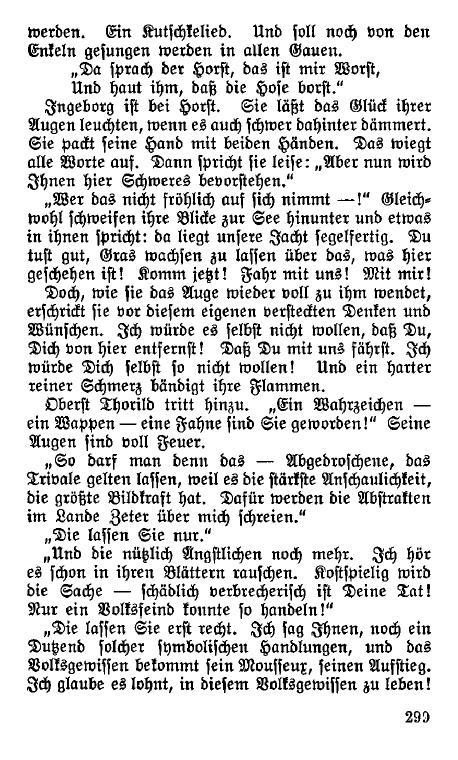 werden. Ein Kutschkelied. Und soll noch von den
Enkeln gesungen werden in allen Gauen.
„Da sprach der Horst, das ist mir Worst,
Und haut ihm, daß die Hose borst.“
Ingeborg ist bei Horst. Sie läßt das Glück ihrer
Augen leuchten, wenn es auch schwer dahinter dämmert.
Sie packt seine Hand mit beiden Händen. Das wiegt
alle Worte auf. Dann spricht sie leise: „Aber nun wird
Ihnen hier Schweres bevorstehen.“
„Wer das nicht fröhlich auf sich nimmt —!“ Gleich-
wohl schweifen ihre Blicke zur See hinunter und etwas
in ihnen spricht: da liegt unsere Jacht segelfertig. Du
tust gut, Gras wachsen zu lassen über das, was hier
geschehen ist! Komm jetzt! Fahr mit uns! Mit mir!
Doch, wie sie das Auge wieder voll zu ihm wendet,
erschrickt sie vor diesem eigenen versteckten Denken und
Wünschen. Ich würde es selbst nicht wollen, daß Du,
Dich von hier entfernst! Daß Du mit uns fährst. Ich
würde Dich selbst so nicht wollen! Und ein harter
reiner Schmerz bändigt ihre Flammen.
Oberst Thorild tritt hinzu. „Ein Wahrzeichen —
ein Wappen — eine Fahne sind Sie geworden!“ Seine
Augen sind voll Feuer.
„So darf man denn das — Abgedroschene, das
Trivale gelten lassen, weil es die stärkste Anschaulichkeit,
die größte Bildkraft hat. Dafür werden die Abstrakten
im Lande Zeter über mich schreien.“
„Die lassen Sie nur.“
„Und die nützlich Ängstlichen noch mehr. Ich hör
es schon in ihren Blättern rauschen. Kostspielig wird
die Sache — schädlich verbrecherisch ist Deine Tat!
Nur ein Volksfeind konnte so handeln!“
„Die lassen Sie erst recht. Ich sag Ihnen, noch ein
Dutzend solcher symbolischen Handlungen, und das
Volksgewissen bekommt sein Mousseux, seinen Aufstieg.
Ich glaube es lohnt, in diesem Volksgewissen zu leben!
299